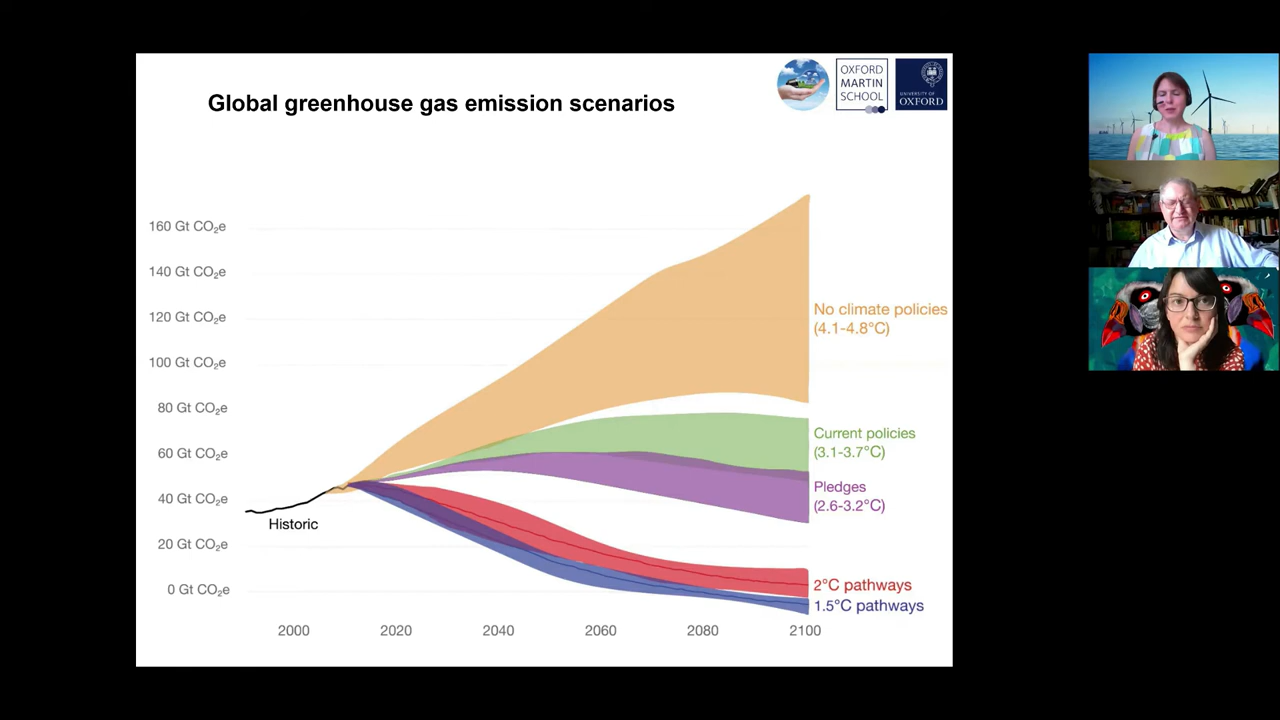 Global greenhouse gas emission scenarios
OXFORD
MARTIN
SCHOOL
UNIVERSITY OF
OXFORD
160 Gt CO₂e
140 Gt CO₂e
120 Gt CO₂e
100 Gt CO₂e
80 Gt CO₂e
60 Gt CO₂e
40 Gt CO₂e
20 Gt CO₂e
0 Gt CO₂e
Historic
No climate policies
(4.1-4.8°C)
Current policies
(3.1-3.7°C)
Pledges
(2.6-3.2°C)
2°C pathways
1.5°C pathways
2000
2020
2040
2060
2080
2100